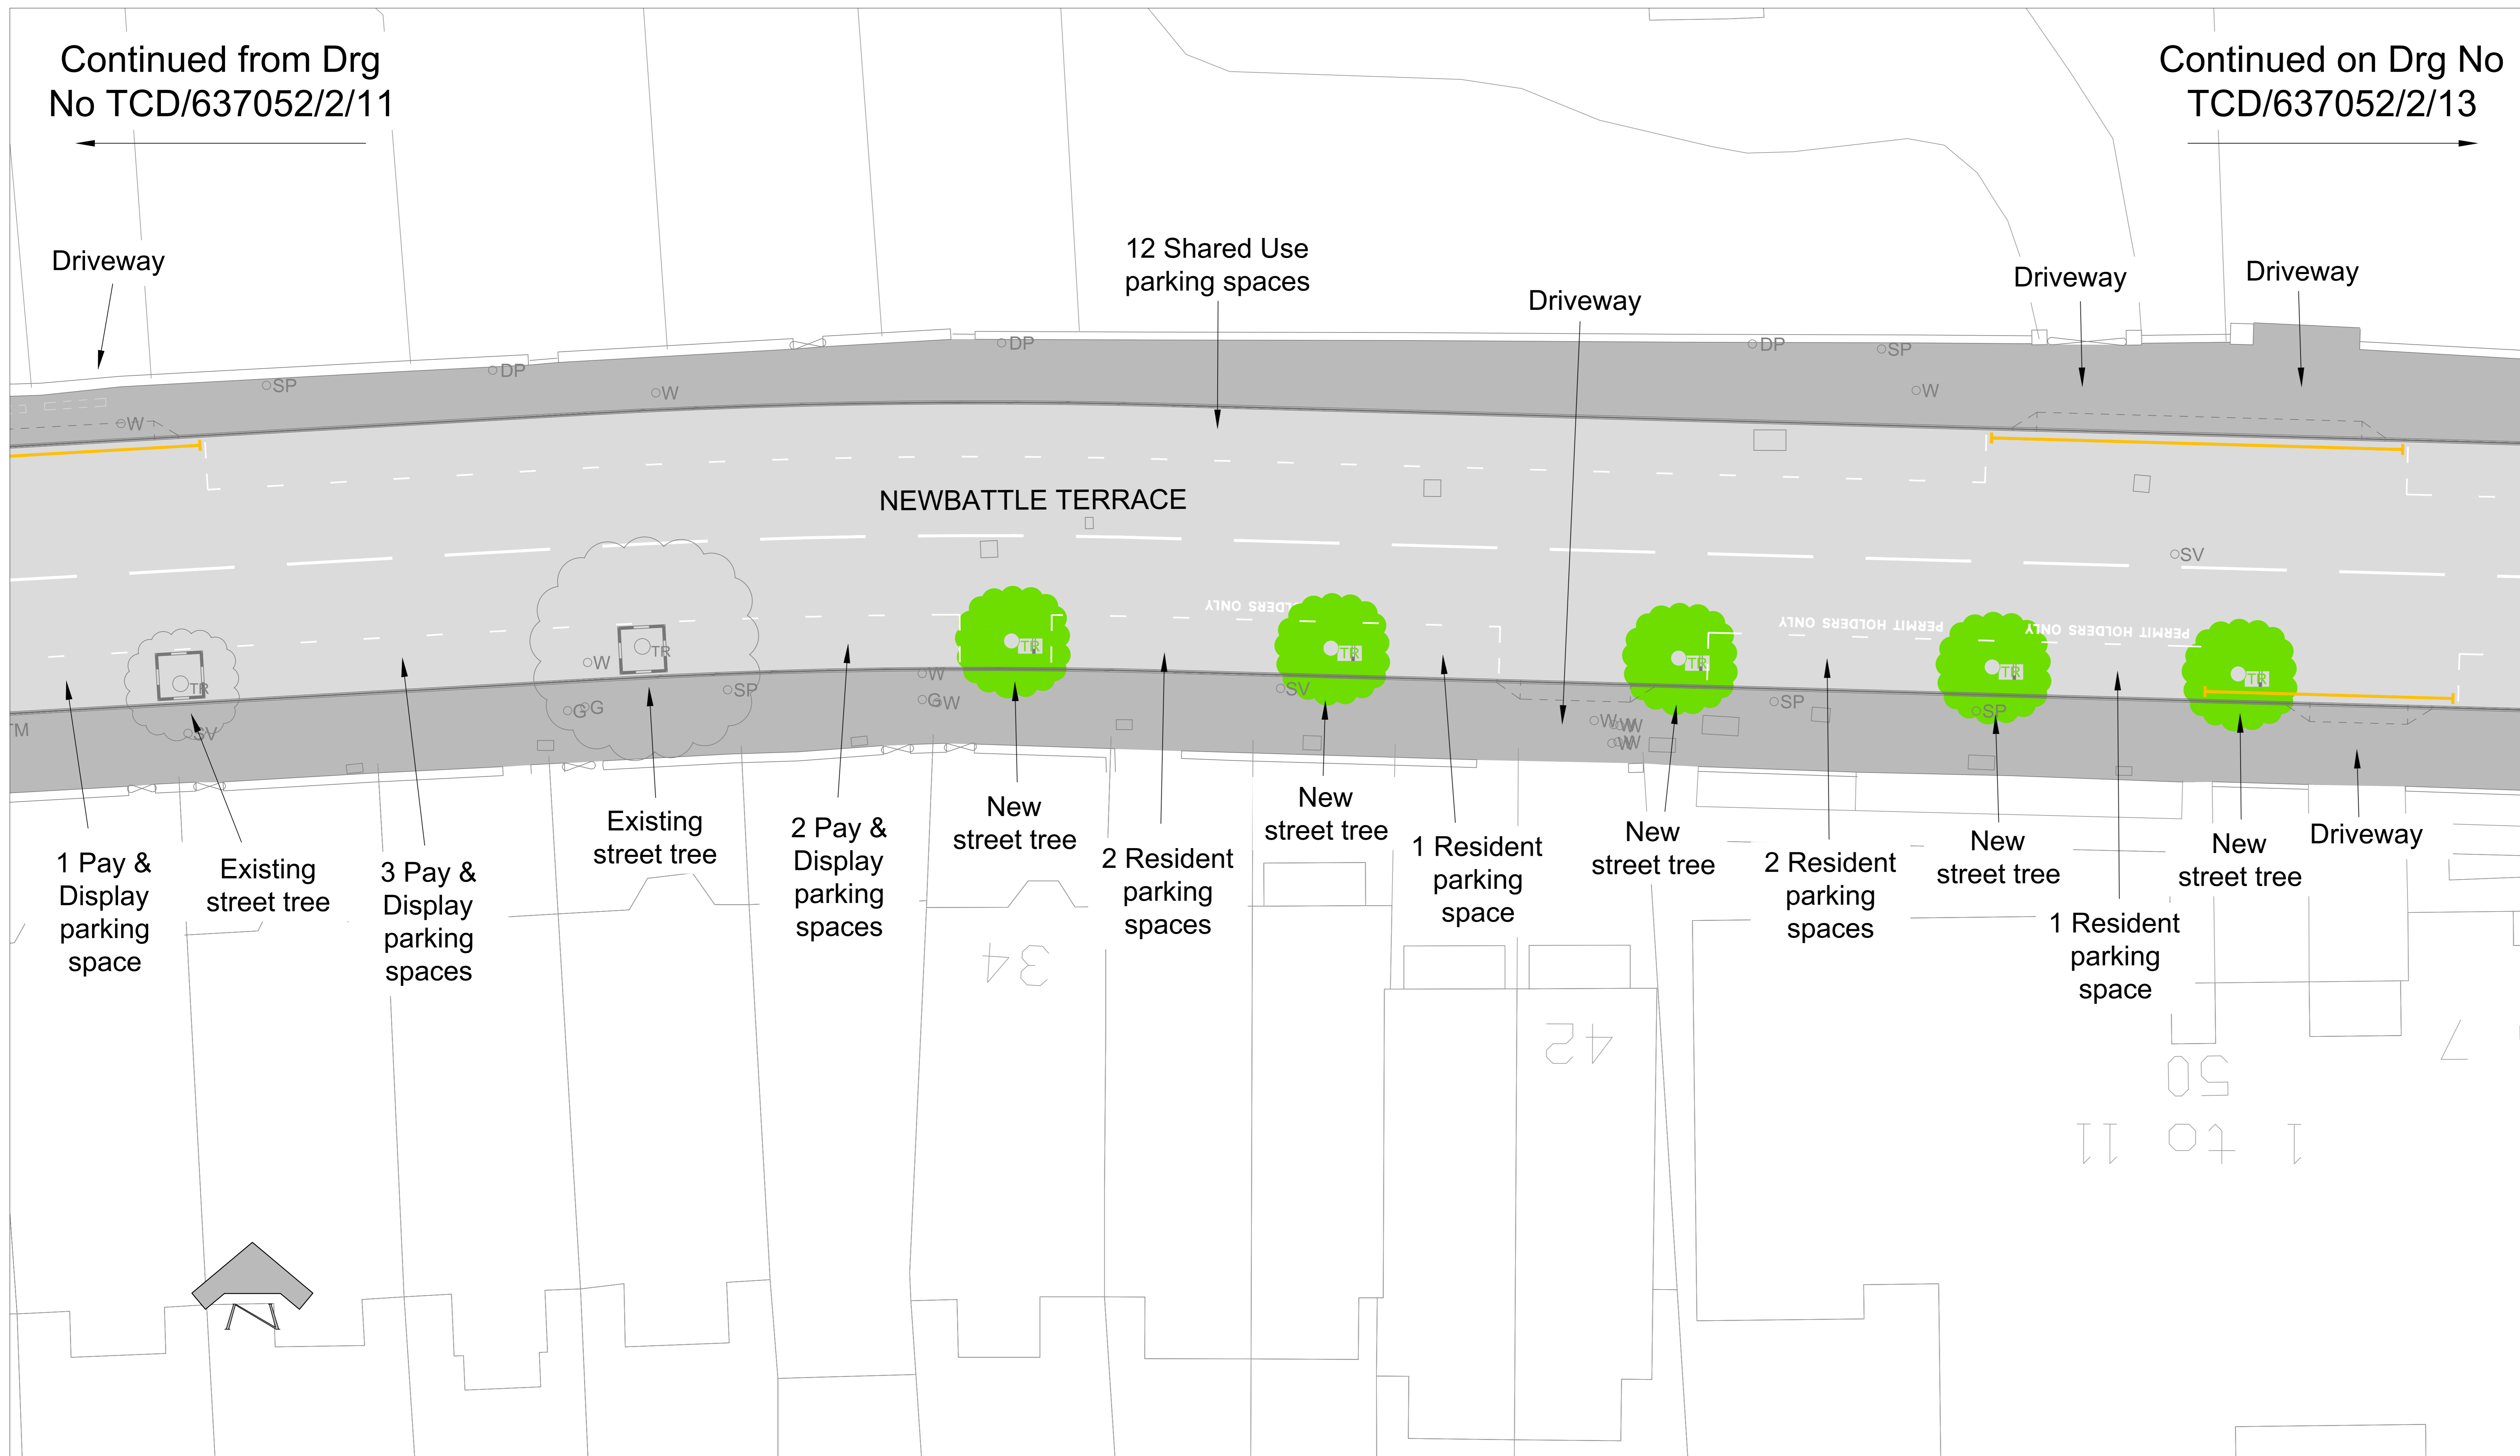 Continued from Drg
No TCD/637052/2/11
Continued on Drg No
TCD/637052/2/13
Driveway
12 Shared Use
parking spaces
Driveway
Driveway
Driveway
DP
DP
SP
DP
SP
W
W
W
NEWBATTLE TERRACE
SV
PERMIT HOLDERS ONLY
PERMIT HOLDERS ONLY
TR
TR
TR
TR
TR
TR
TR
W
SP
W
G
G
G
W
SV
SV
W
W
W
W
W
SP
SP
TM
1 Pay &
Display
parking
space
Existing
street tree
3 Pay &
Display
parking
spaces
Existing
street tree
2 Pay &
Display
parking
spaces
New
street tree
2 Resident
parking
spaces
New
street tree
1 Resident
parking
space
New
street tree
2 Resident
parking
spaces
New
street tree
1 Resident
parking
space
New
street tree
Driveway
34
42
50
1 to 11
7